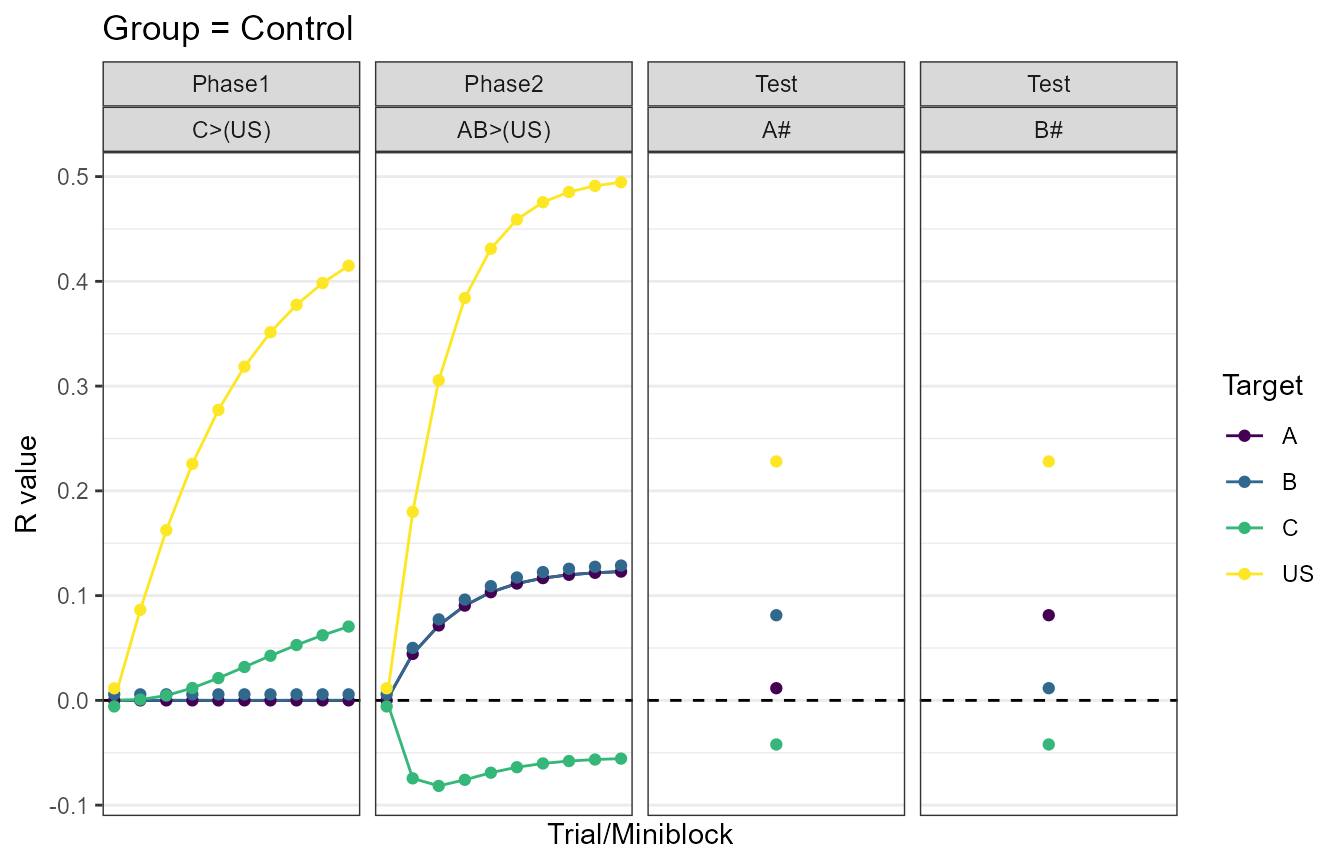 Group = Control
Phase1
Phase2
Test
Test
C>(US)
AB>(US)
A#
B#
0.5
0.4
0.3
0.2
0.1
0.0
-0.1
R value
Trial/Miniblock
Target
A
B
C
US